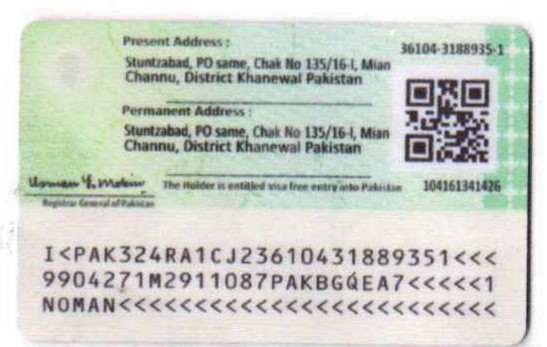 Present Address :
36104-3188935-1
Stuntzabad, PO same, Chak No 135/16-l, Mian
Channu, District Khanewal Pakistan
Permanent Address :
Stuntzabad, PO same, Chak No 135/16-l, Mian
Channu, District Khanewal Pakistan
The Holder is entitled visa free entry into Pakistan
104161341426
Registrar General of Pakistan
I<PAK324RA1CJ23610431889351<<<
9904271M2911087PAKBGQEA7<<<<<1
NOMAN<<<<<<<<<<<<<<<<<<<<<<<<<